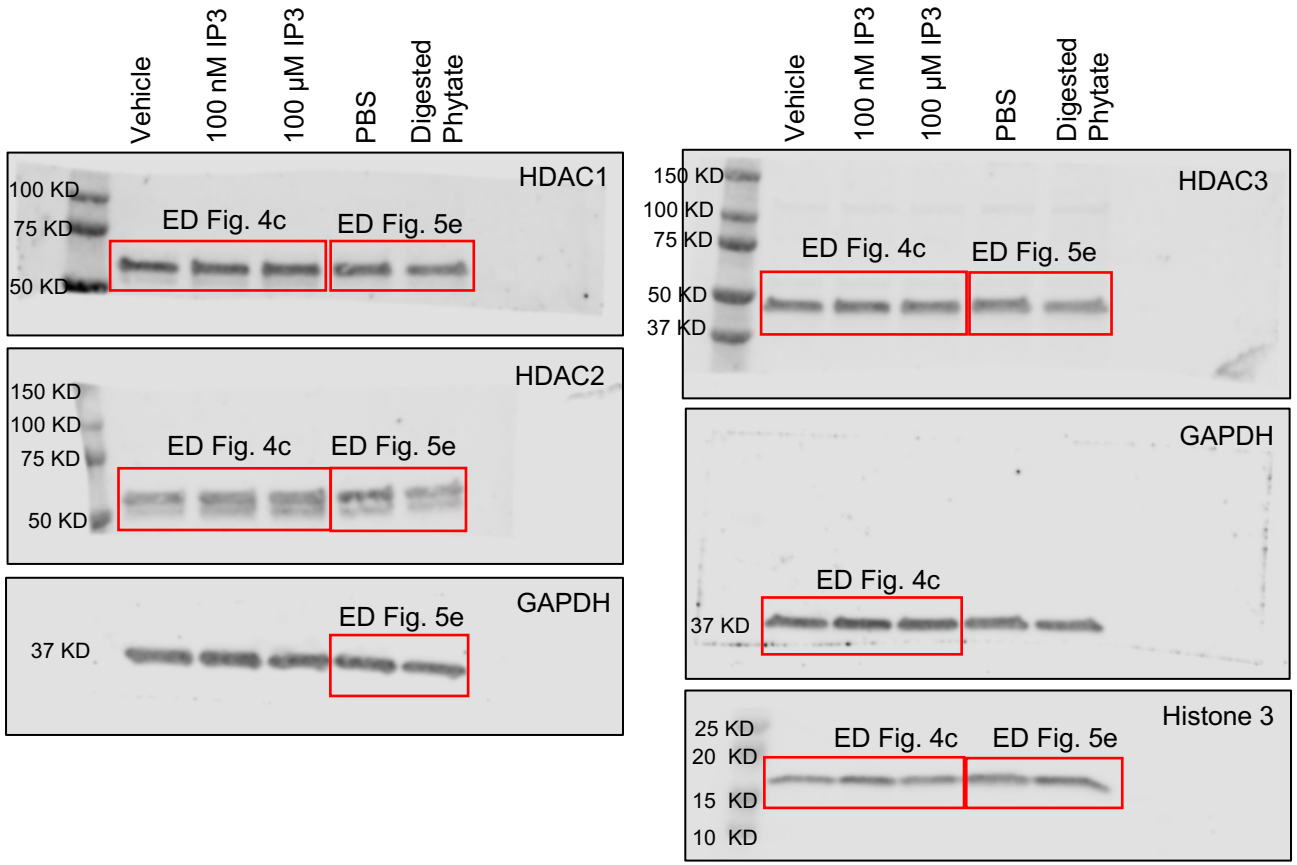 Vehicle
100 nM IP3
100 µM IP3
PBS
Digested
Phytate
HDAC1
100 KD
75 KD
50 KD
ED Fig. 4c
ED Fig. 5e
HDAC2
150 KD
100 KD
75 KD
50 KD
ED Fig. 4c
ED Fig. 5e
GAPDH
37 KD
ED Fig. 5e
Vehicle
100 nM IP3
100 µM IP3
PBS
Digested
Phytate
HDAC3
150 KD
100 KD
75 KD
50 KD
37 KD
ED Fig. 4c
ED Fig. 5e
GAPDH
ED Fig. 4c
37 KD
Histone 3
25 KD
20 KD
15 KD
10 KD
ED Fig. 4c
ED Fig. 5e